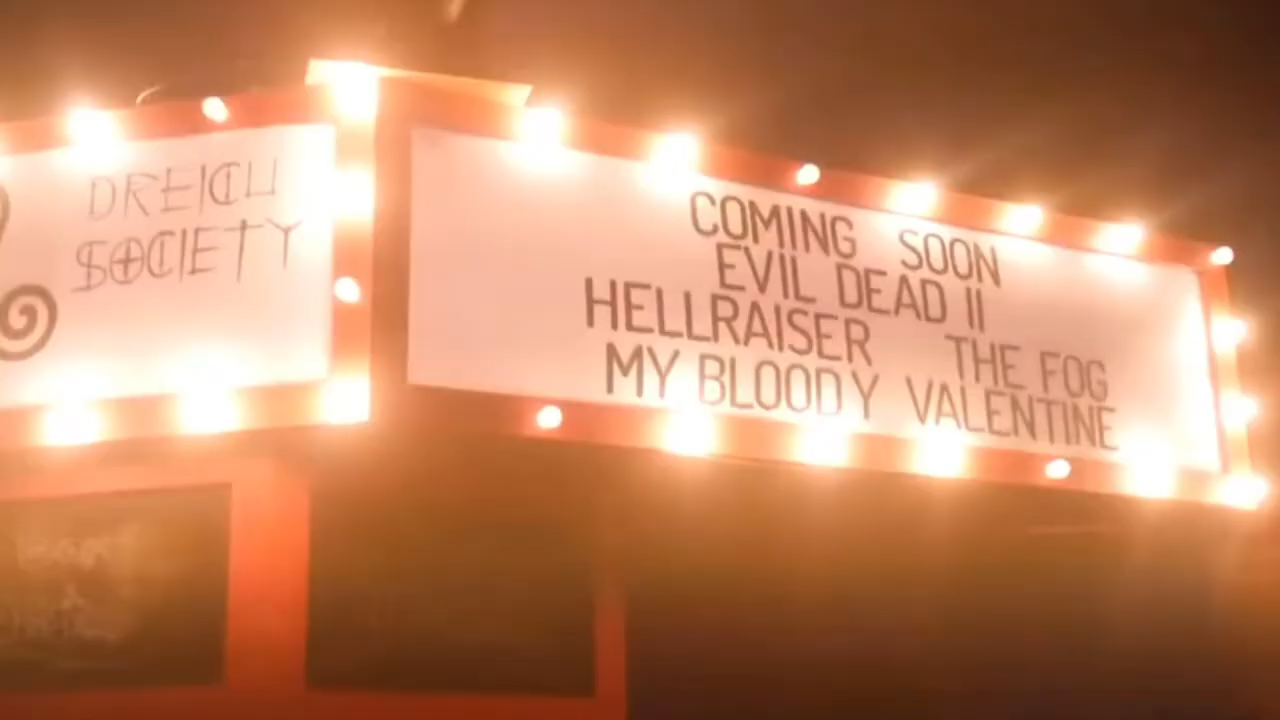 DREICH
SOCIETY
COMING SOON
EVIL DEAD II
HELLRAISER THE FOG
MY BLOODY VALENTINE